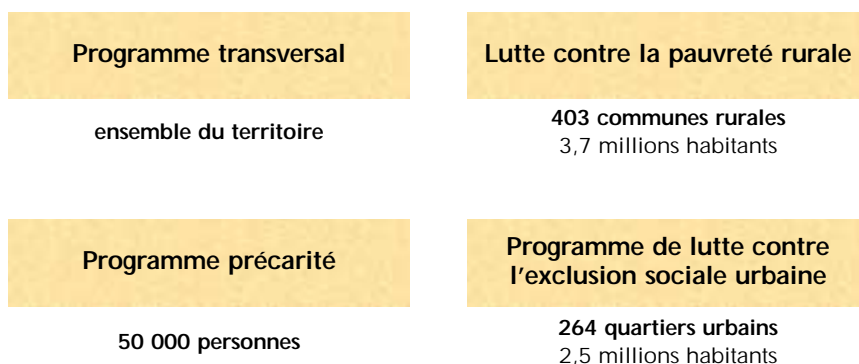 Programme transversal
ensemble du territoire
Lutte contre la pauvreté rurale
403 communes rurales
3,7 millions habitants
Programme précarité
50 000 personnes
Programme de lutte contre
l'exclusion sociale urbaine
264 quartiers urbains
2,5 millions habitants